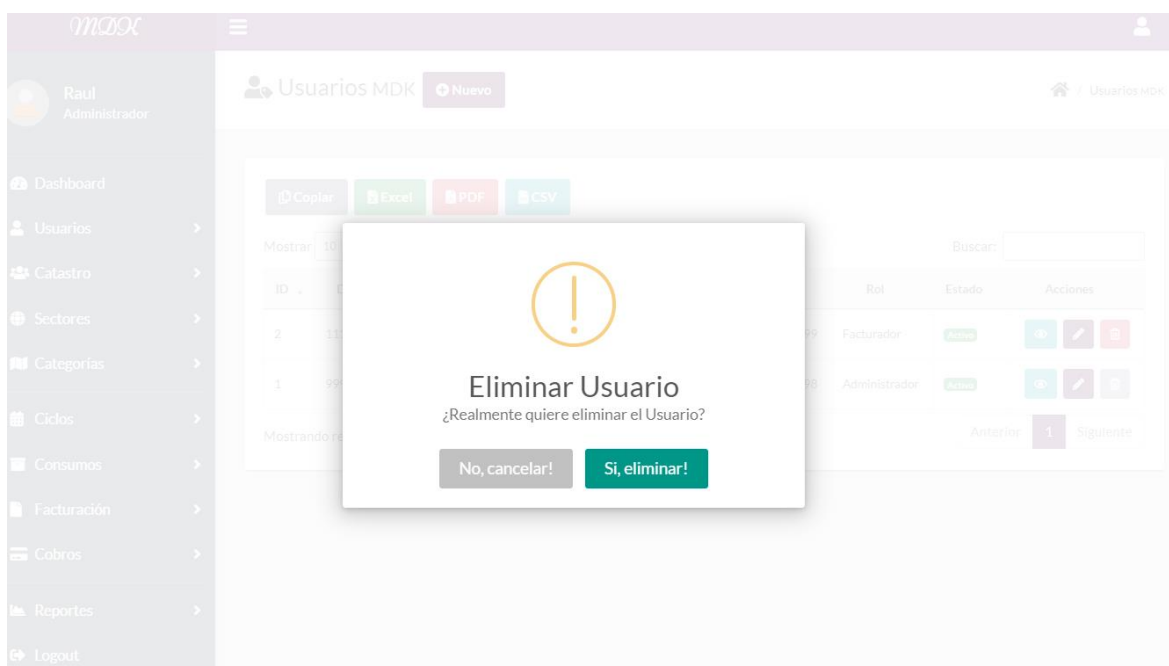 MDK
Raul
Administrador
Dashboard
Usuarios
Catastro
Sectores
Categorías
Ciclos
Consumos
Facturación
Cobros
Reportes
Logout
Usuarios MDK Nuevo
/ Usuarios MDK
Copiar Excel PDF CSV
Mostrar 10
Buscar:
ID Rol Estado Acciones
2 Facturador Activo
1 Administrador Activo
Anterior 1 Siguiente
!
Eliminar Usuario
¿Realmente quiere eliminar el Usuario?
No, cancelar! Si, eliminar!